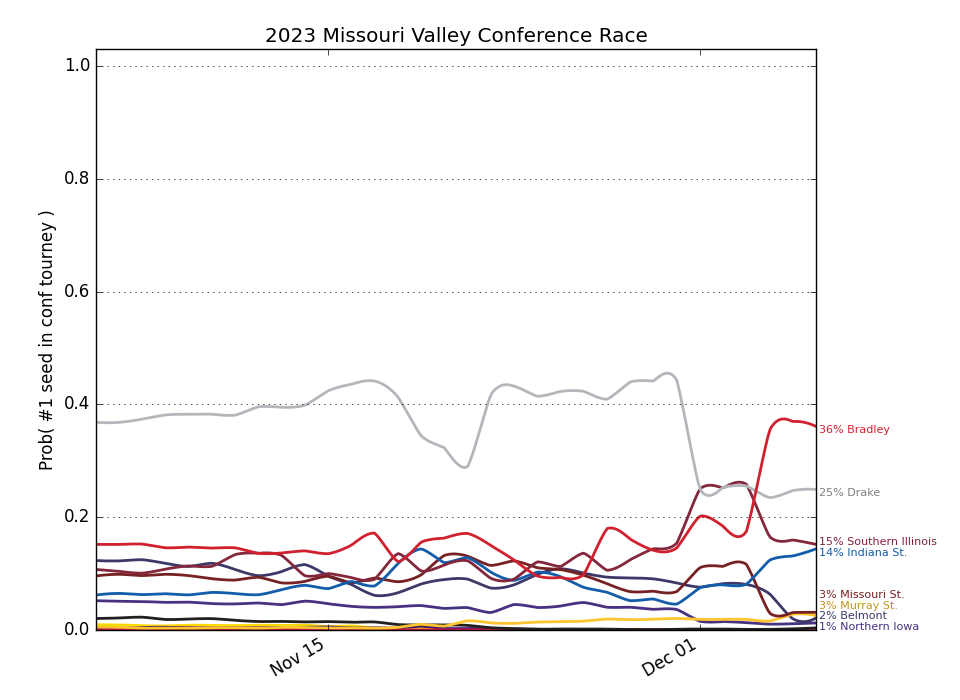 2023 Missouri Valley Conference Race
Prob( #1 seed in conf tourney )
1.0
0.8
0.6
0.4
0.2
0.0
Nov 15
Dec 01
36% Bradley
25% Drake
15% Southern Illinois
14% Indiana St.
3% Missouri St.
3% Murray St.
2% Belmont
1% Northern Iowa